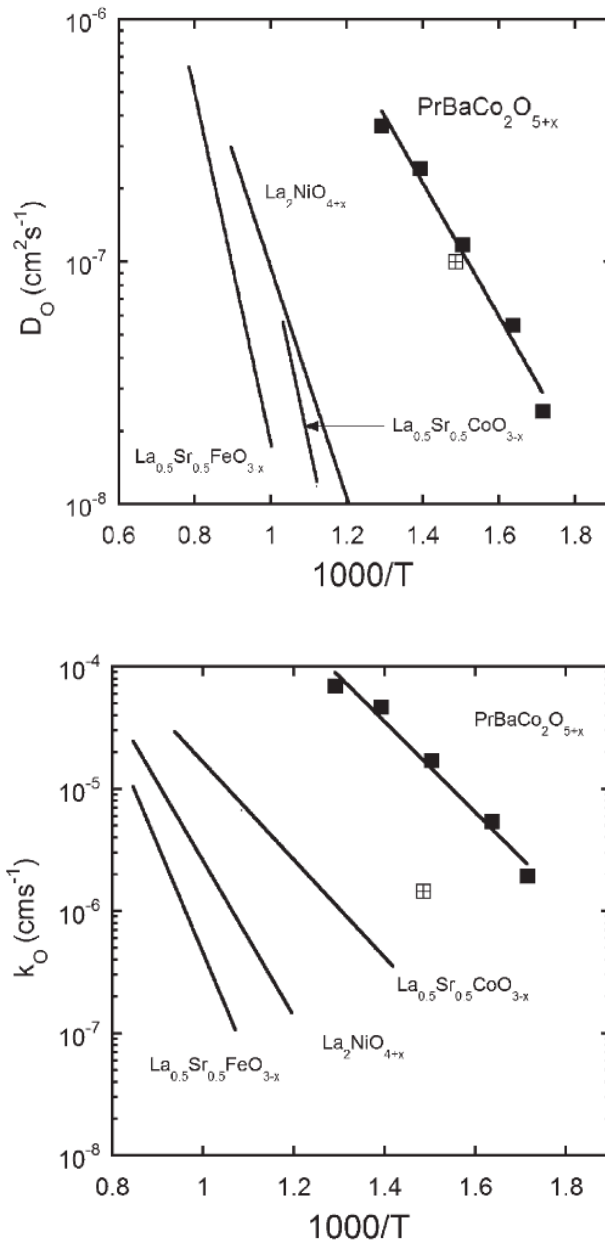 10⁻⁶
PrBaCo₂O₅₊ₓ
La₂NiO₄₊ₓ
10⁻⁷
D_O (cm²s⁻¹)
La₀.₅Sr₀.₅CoO₃₋ₓ
La₀.₅Sr₀.₅FeO₃₋ₓ
10⁻⁸
0.6 0.8 1 1.2 1.4 1.6 1.8
1000/T
10⁻⁴
PrBaCo₂O₅₊ₓ
10⁻⁵
k_O (cms⁻¹)
10⁻⁶
La₀.₅Sr₀.₅CoO₃₋ₓ
10⁻⁷
La₂NiO₄₊ₓ
La₀.₅Sr₀.₅FeO₃₋ₓ
10⁻⁸
0.8 1 1.2 1.4 1.6 1.8
1000/T